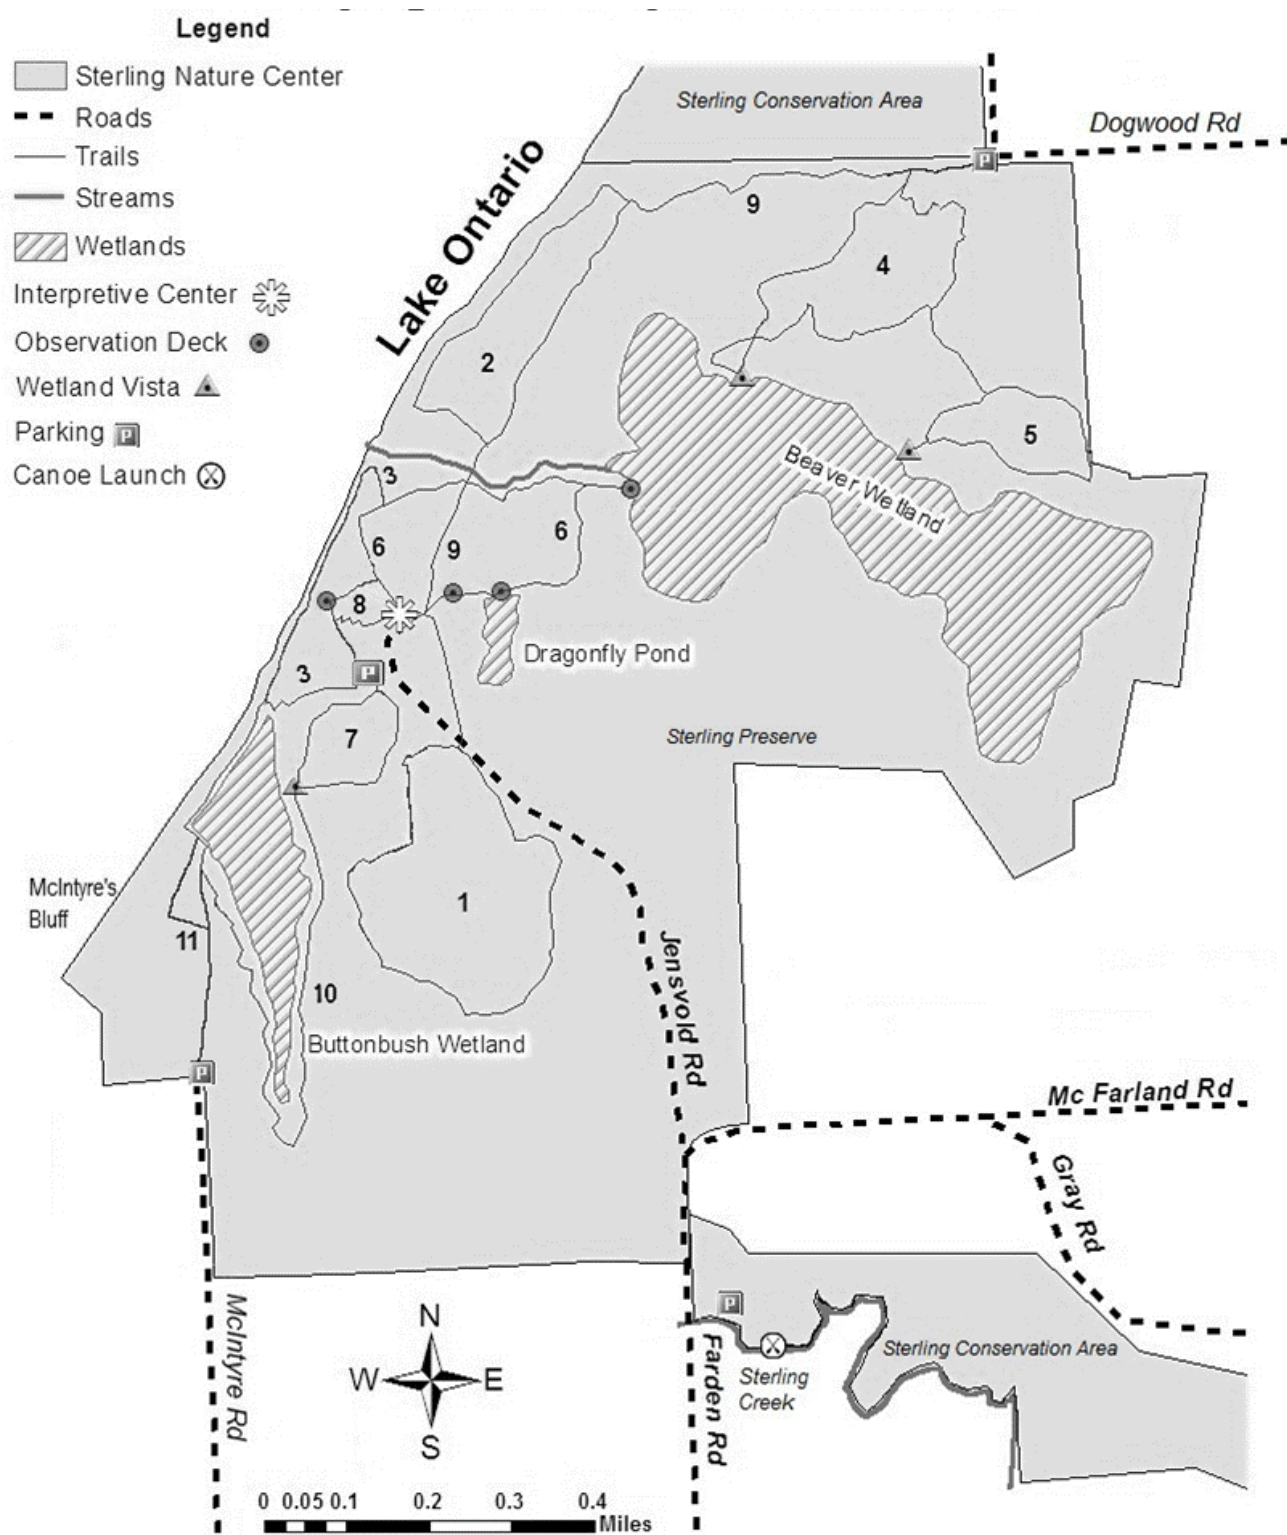 Legend
Sterling Nature Center
Roads
Trails
Streams
Wetlands
Interpretive Center
Observation Deck
Wetland Vista
Parking P
Canoe Launch
Sterling Conservation Area
Dogwood Rd
P
Lake Ontario
9
4
2
5
3
Beaver Wetland
6
9
6
8
Dragonfly Pond
3
P
7
Sterling Preserve
McIntyre's
Bluff
1
11
Jensvold Rd
10
Buttonbush Wetland
P
Mc Farland Rd
Gray Rd
McIntyre Rd
N
W E
S
P
Farden Rd
Sterling
Creek
Sterling Conservation Area
0 0.05 0.1 0.2 0.3 0.4
Miles